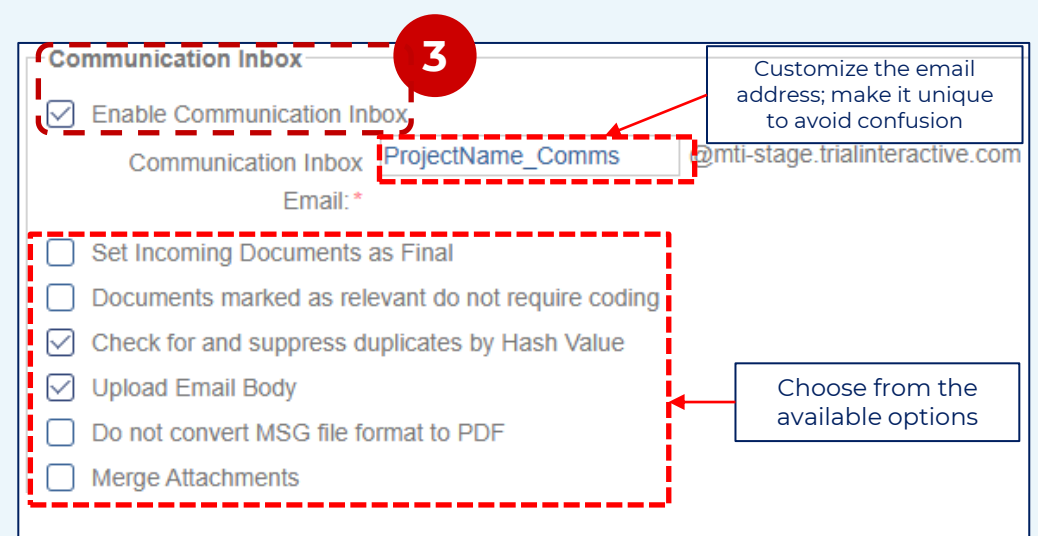 Communication Inbox
3
Enable Communication Inbox
Customize the email
address; make it unique
to avoid confusion
Communication Inbox
Email: *
ProjectName_Comms
@mti-stage.trialinteractive.com
Set Incoming Documents as Final
Documents marked as relevant do not require coding
Check for and suppress duplicates by Hash Value
Upload Email Body
Do not convert MSG file format to PDF
Merge Attachments
Choose from the
available options